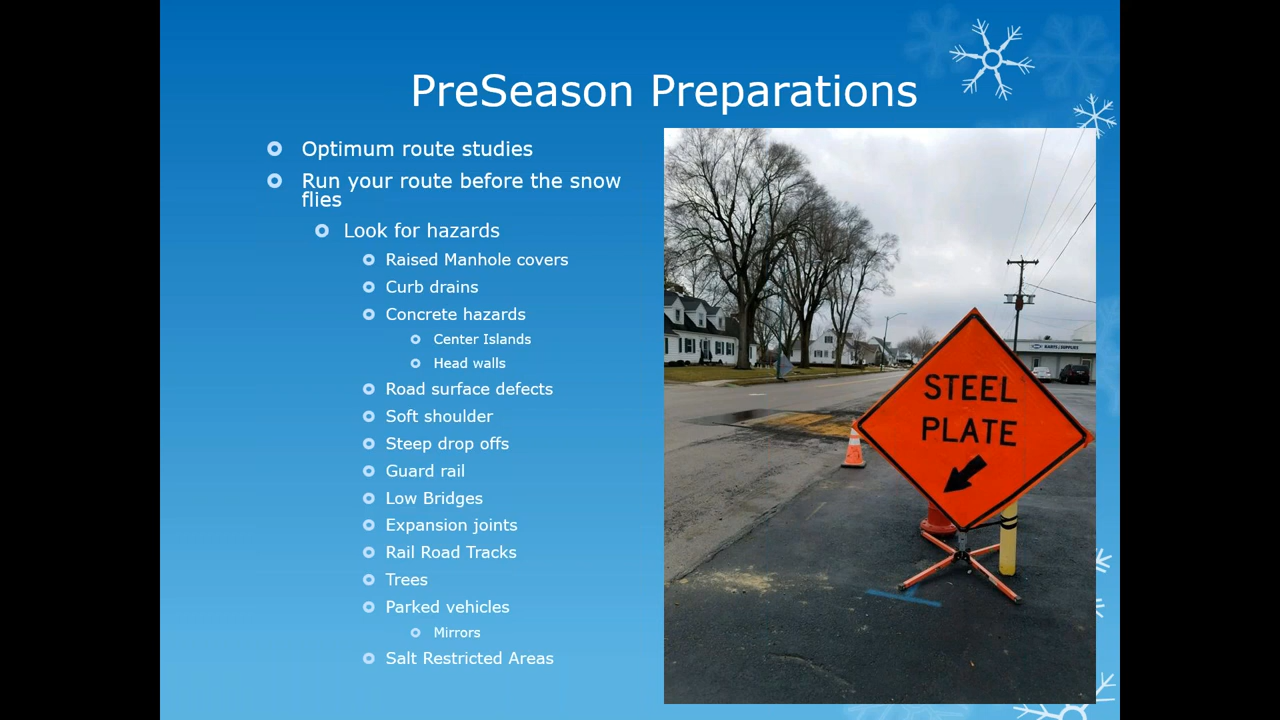 PreSeason Preparations
Optimum route studies
Run your route before the snow
flies
Look for hazards
Raised Manhole covers
Curb drains
Concrete hazards
Center Islands
Head walls
Road surface defects
Soft shoulder
Steep drop offs
Guard rail
Low Bridges
Expansion joints
Rail Road Tracks
Trees
Parked vehicles
Mirrors
Salt Restricted Areas
STEEL
PLATE